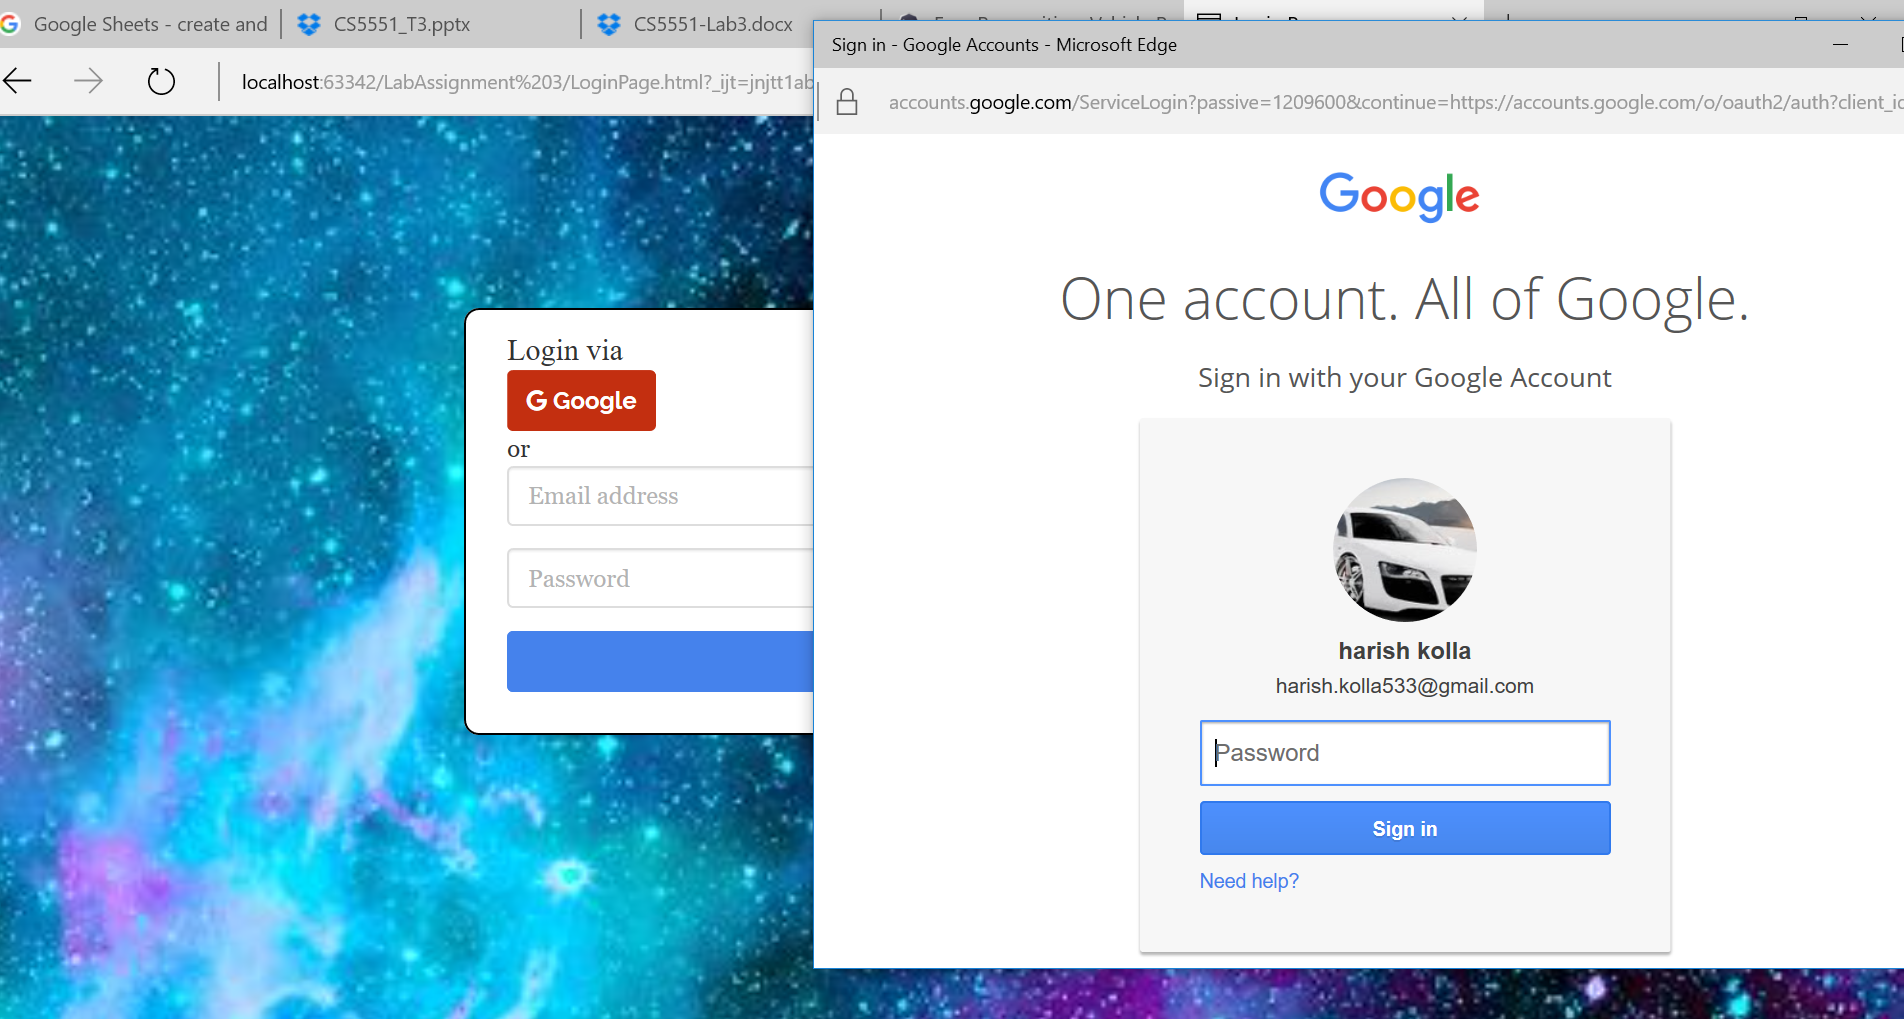 Google Sheets - create and
CS5551_T3.pptx
CS5551-Lab3.docx
localhost:63342/LabAssignment%203/LoginPage.html?_ijt=jnjtt1ab
Login via
G Google
or
Email address
Password
Sign in - Google Accounts - Microsoft Edge
accounts.google.com/ServiceLogin?passive=1209600&continue=https://accounts.google.com/o/oauth2/auth?client_ic
Google
One account. All of Google.
Sign in with your Google Account
harish kolla
harish.kolla533@gmail.com
Password
Sign in
Need help?